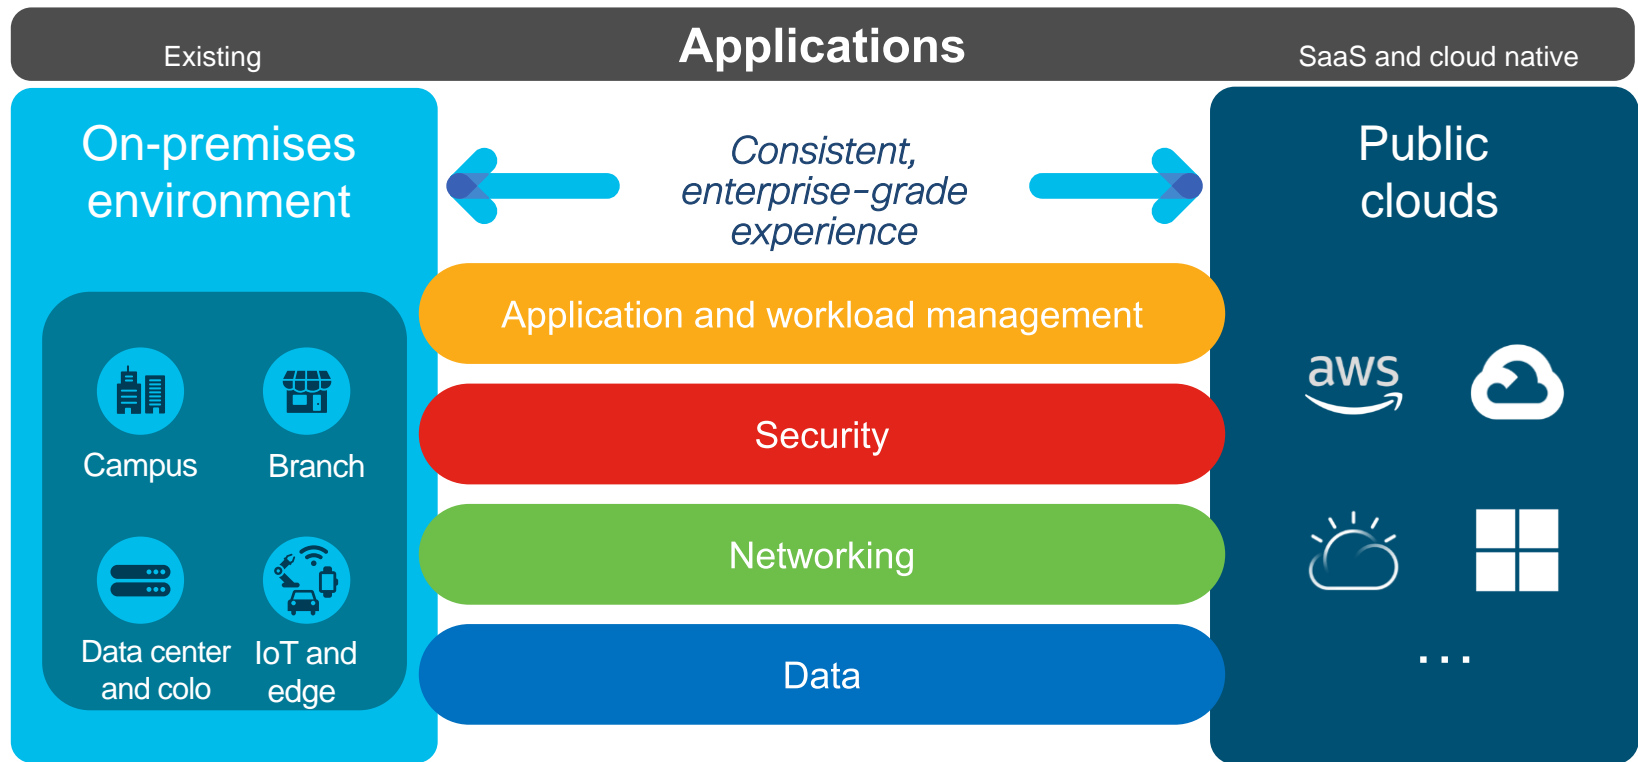 Existing
Applications
SaaS and cloud native
On-premises
environment
Consistent,
enterprise-grade
experience
Public
clouds
Application and workload management
Security
Networking
Data
Campus
Branch
Data center
and colo
IoT and
edge
aws
...